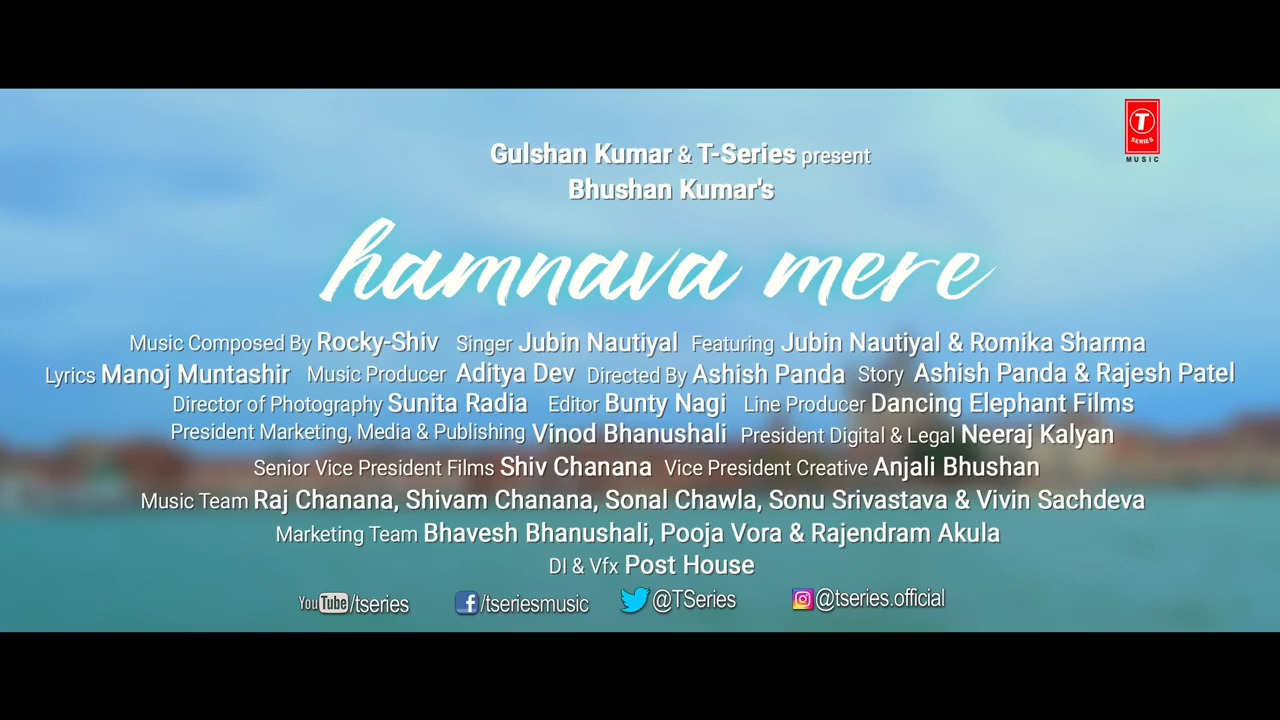 T
SERIES
MUSIC
Gulshan Kumar & T-Series present
Bhushan Kumar's
hamnava mere
Music Composed By Rocky-Shiv Singer Jubin Nautiyal Featuring Jubin Nautiyal & Romika Sharma
Lyrics Manoj Muntashir Music Producer Aditya Dev Directed By Ashish Panda Story Ashish Panda & Rajesh Patel
Director of Photography Sunita Radia Editor Bunty Nagi Line Producer Dancing Elephant Films
President Marketing, Media & Publishing Vinod Bhanushali President Digital & Legal Neeraj Kalyan
Senior Vice President Films Shiv Chanana Vice President Creative Anjali Bhushan
Music Team Raj Chanana, Shivam Chanana, Sonal Chawla, Sonu Srivastava & Vivin Sachdeva
Marketing Team Bhavesh Bhanushali, Pooja Vora & Rajendram Akula
DI & Vfx Post House
YouTube/tseries f/tseriesmusic @TSeries @tseries.official